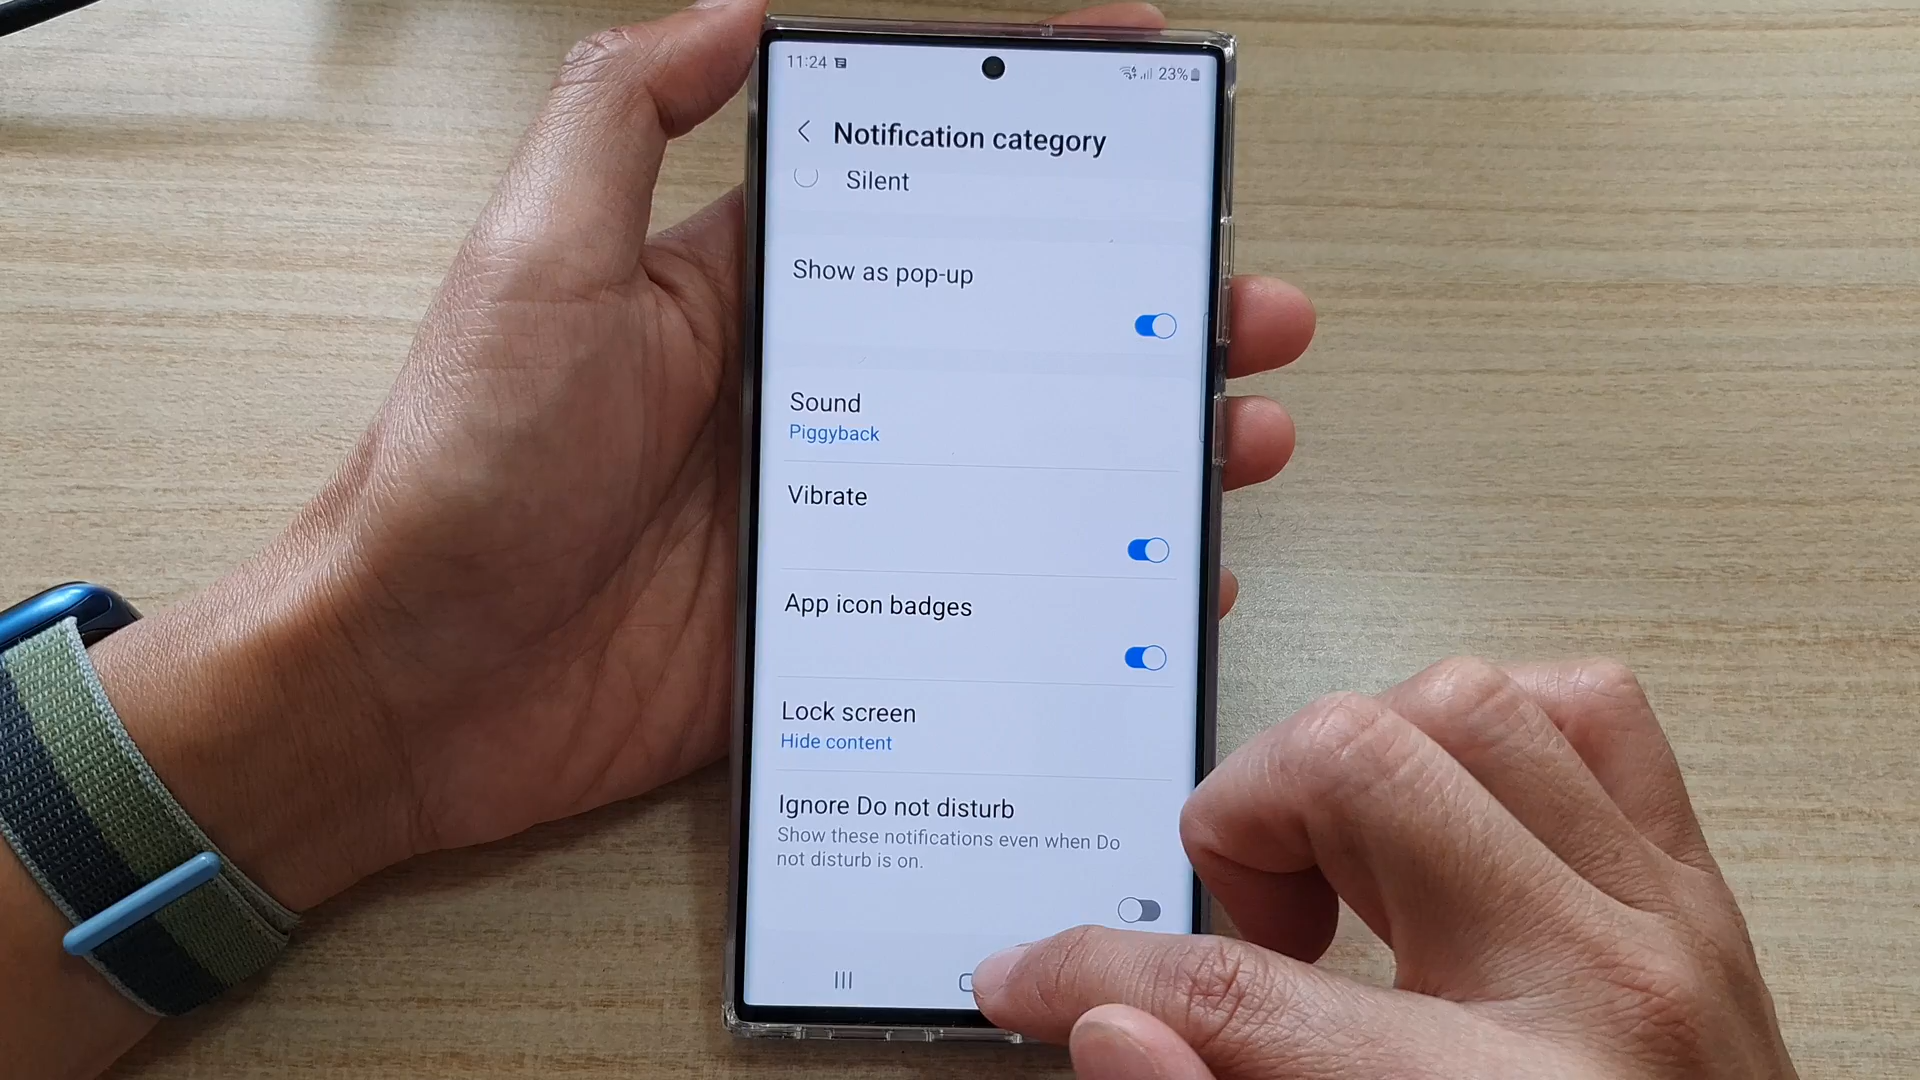 11:24
23%
Notification category
Silent
Show as pop-up
Sound
Piggyback
Vibrate
App icon badges
Lock screen
Hide content
Ignore Do not disturb
Show these notifications even when Do
not disturb is on.